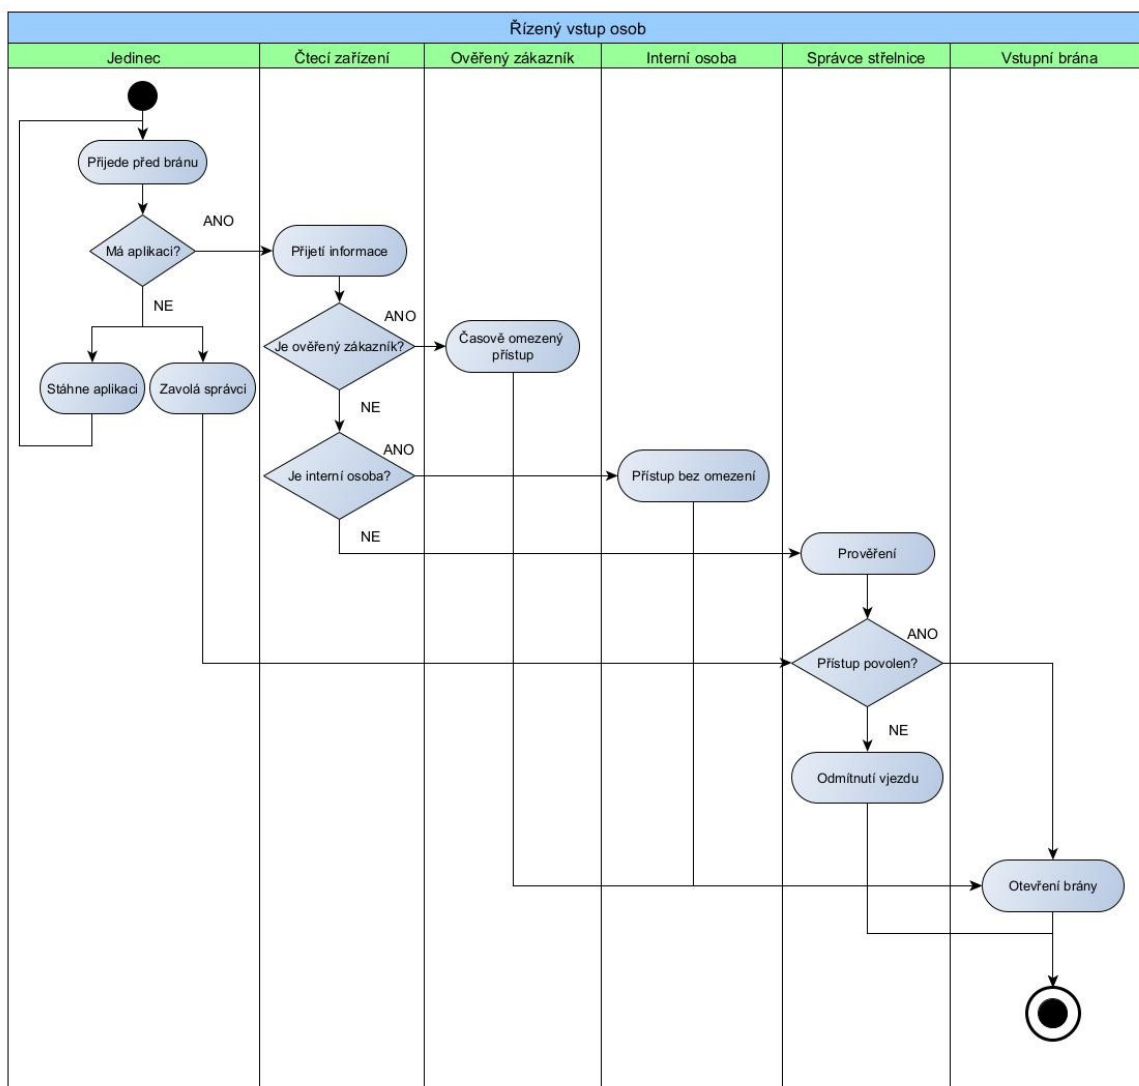 Řízený vstup osob
Jedinec
Čtecí zařízení
Ověřený zákazník
Interní osoba
Správce střelnice
Vstupní brána
Přijede před bránu
ANO
Má aplikaci?
Přijetí informace
NE
ANO
Je ověřený zákazník?
Časově omezený
přístup
Stáhne aplikaci
Zavolá správci
NE
ANO
Je interní osoba?
Přístup bez omezení
NE
Prověření
ANO
Přístup povolen?
NE
Odmítnutí vjezdu
Otevření brány